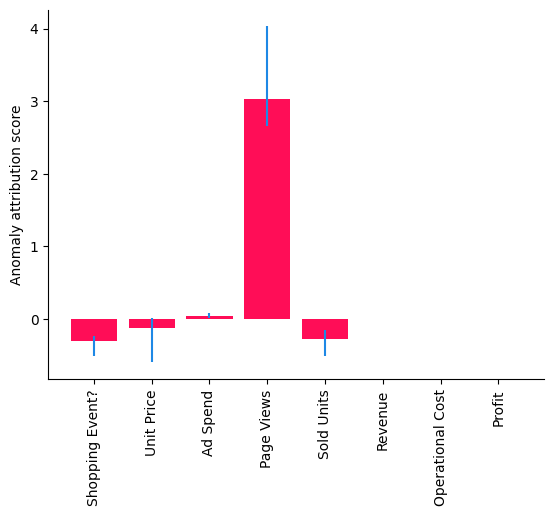 Anomaly attribution score
4
3
2
1
0
Shopping Event?
Unit Price
Ad Spend
Page Views
Sold Units
Revenue
Operational Cost
Profit